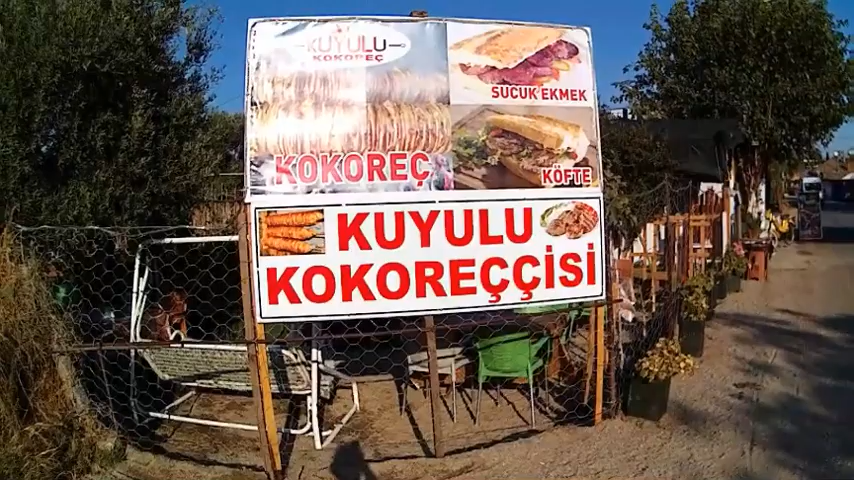 KUYULU
KOKOREÇ
SUCUK EKMEK
KOKOREÇ
KÖFTE
KUYULU
KOKOREÇÇİSİ